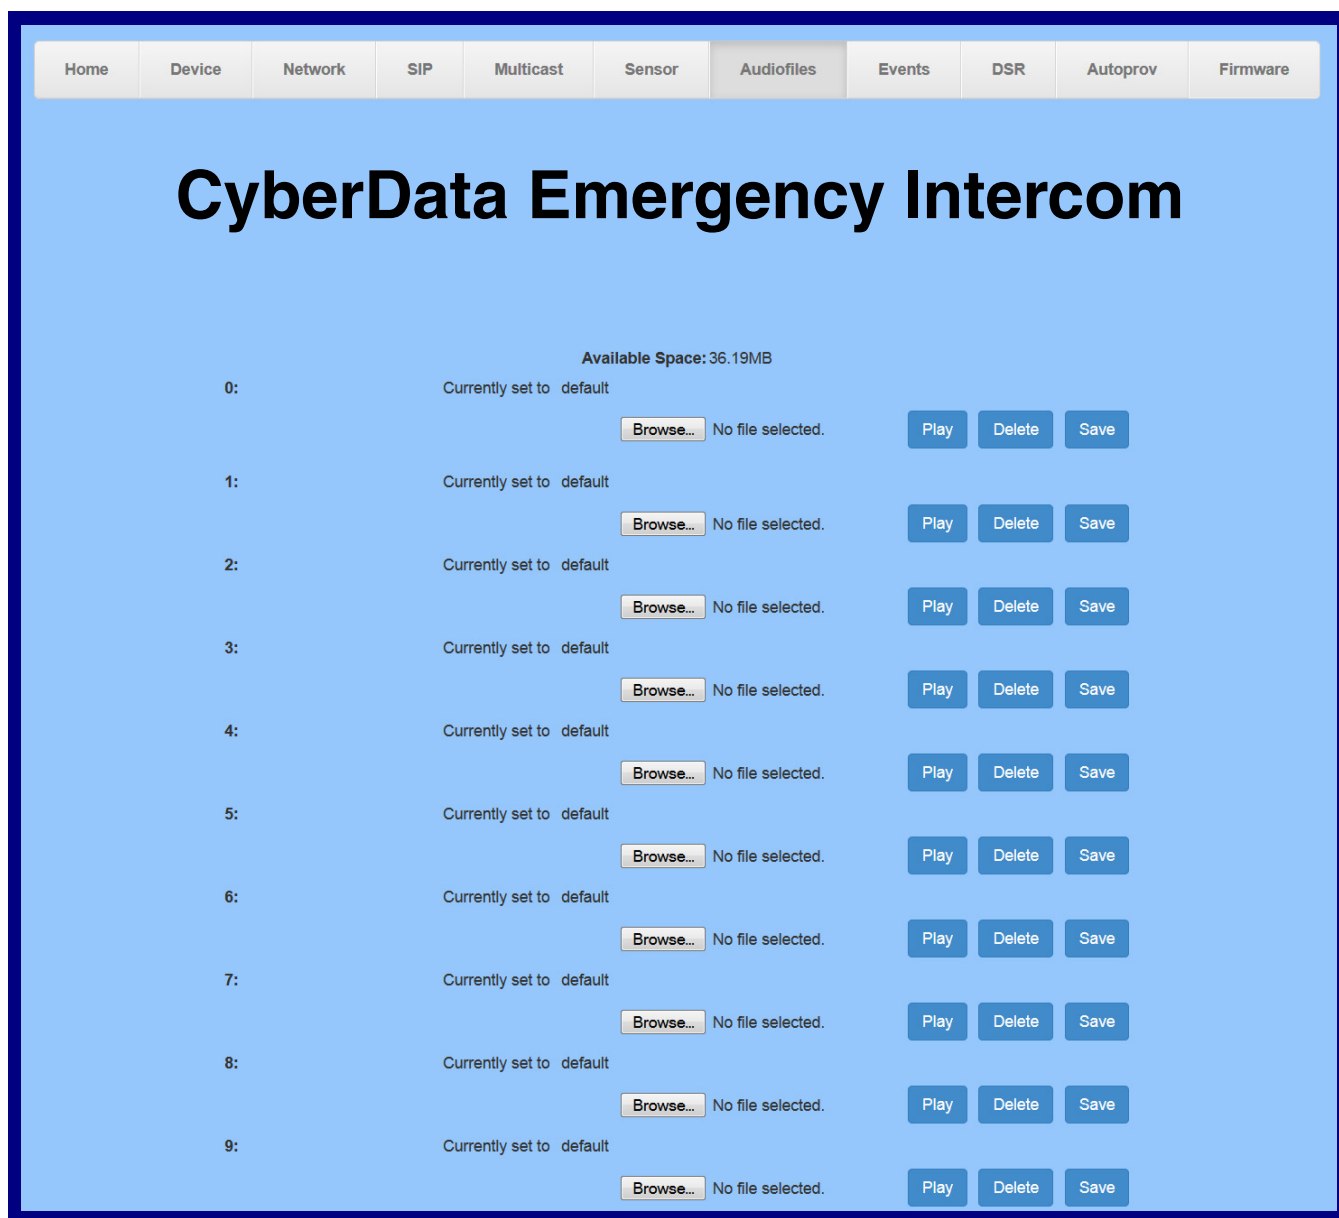 Home Device Network SIP Multicast Sensor Audiofiles Events DSR Autoprov Firmware
CyberData Emergency Intercom
Available Space: 36.19MB
0: Currently set to default
Browse... No file selected. Play Delete Save
1: Currently set to default
Browse... No file selected. Play Delete Save
2: Currently set to default
Browse... No file selected. Play Delete Save
3: Currently set to default
Browse... No file selected. Play Delete Save
4: Currently set to default
Browse... No file selected. Play Delete Save
5: Currently set to default
Browse... No file selected. Play Delete Save
6: Currently set to default
Browse... No file selected. Play Delete Save
7: Currently set to default
Browse... No file selected. Play Delete Save
8: Currently set to default
Browse... No file selected. Play Delete Save
9: Currently set to default
Browse... No file selected. Play Delete Save